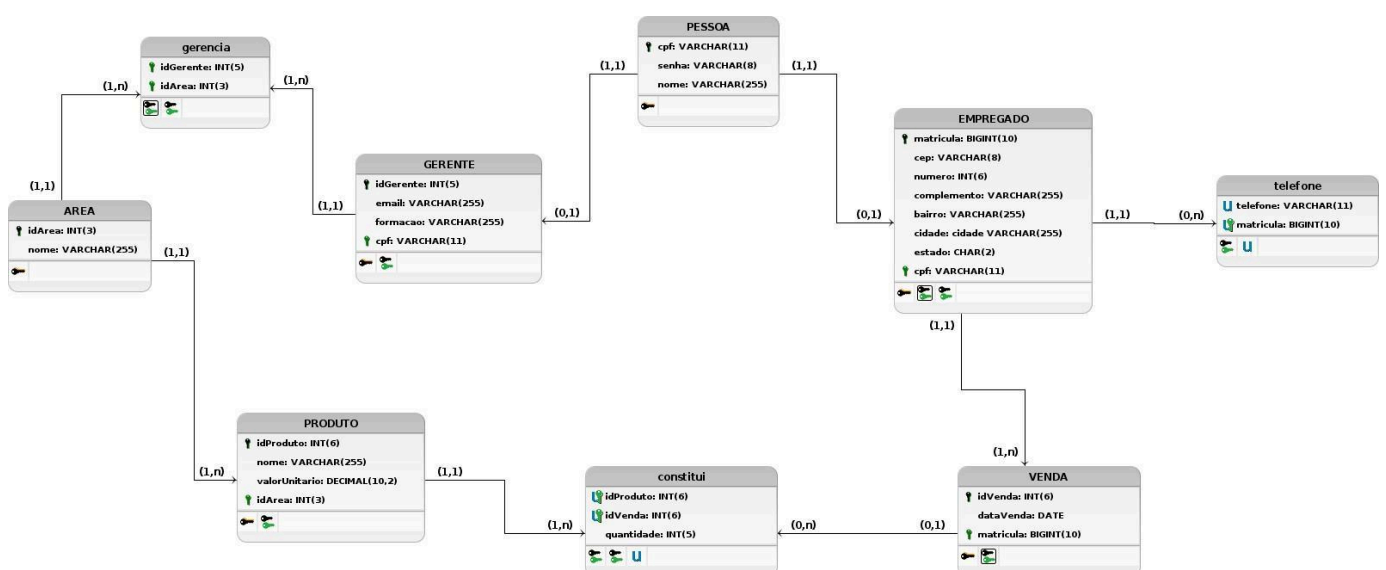 PESSOA
cpf: VARCHAR(11)
senha: VARCHAR(8)
nome: VARCHAR(255)
(1,1)
(1,1)
gerencia
idGerente: INT(5)
idArea: INT(3)
(1,n)
(1,n)
EMPREGADO
matricula: BIGINT(10)
cep: VARCHAR(8)
numero: INT(6)
complemento: VARCHAR(255)
bairro: VARCHAR(255)
cidade: cidade VARCHAR(255)
estado: CHAR(2)
cpf: VARCHAR(11)
(0,1)
(1,1)
(1,1)
GERENTE
idGerente: INT(5)
email: VARCHAR(255)
formacao: VARCHAR(255)
cpf: VARCHAR(11)
(1,1)
(0,1)
telefone
telefone: VARCHAR(11)
matricula: BIGINT(10)
(0,n)
(1,1)
AREA
idArea: INT(3)
nome: VARCHAR(255)
(1,1)
PRODUTO
idProduto: INT(6)
nome: VARCHAR(255)
valorUnitario: DECIMAL(10,2)
idArea: INT(3)
(1,n)
(1,1)
constitui
idProduto: INT(6)
idVenda: INT(6)
quantidade: INT(5)
(1,n)
(0,n)
VENDA
idVenda: INT(6)
dataVenda: DATE
matricula: BIGINT(10)
(1,n)
(0,1)